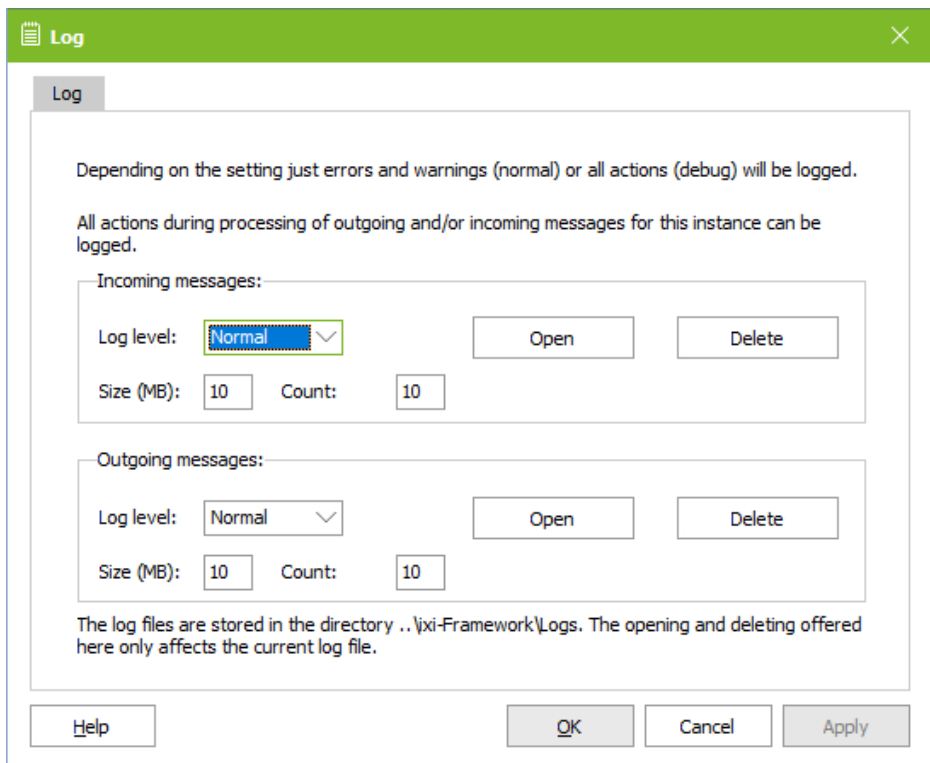 Log
Log
Depending on the setting just errors and warnings (normal) or all actions (debug) will be logged.
All actions during processing of outgoing and/or incoming messages for this instance can be
logged.
Incoming messages:
Log level: Normal Open Delete
Size (MB): 10 Count: 10
Outgoing messages:
Log level: Normal Open Delete
Size (MB): 10 Count: 10
The log files are stored in the directory ..\ixi-Framework\Logs. The opening and deleting offered
here only affects the current log file.
Help OK Cancel Apply